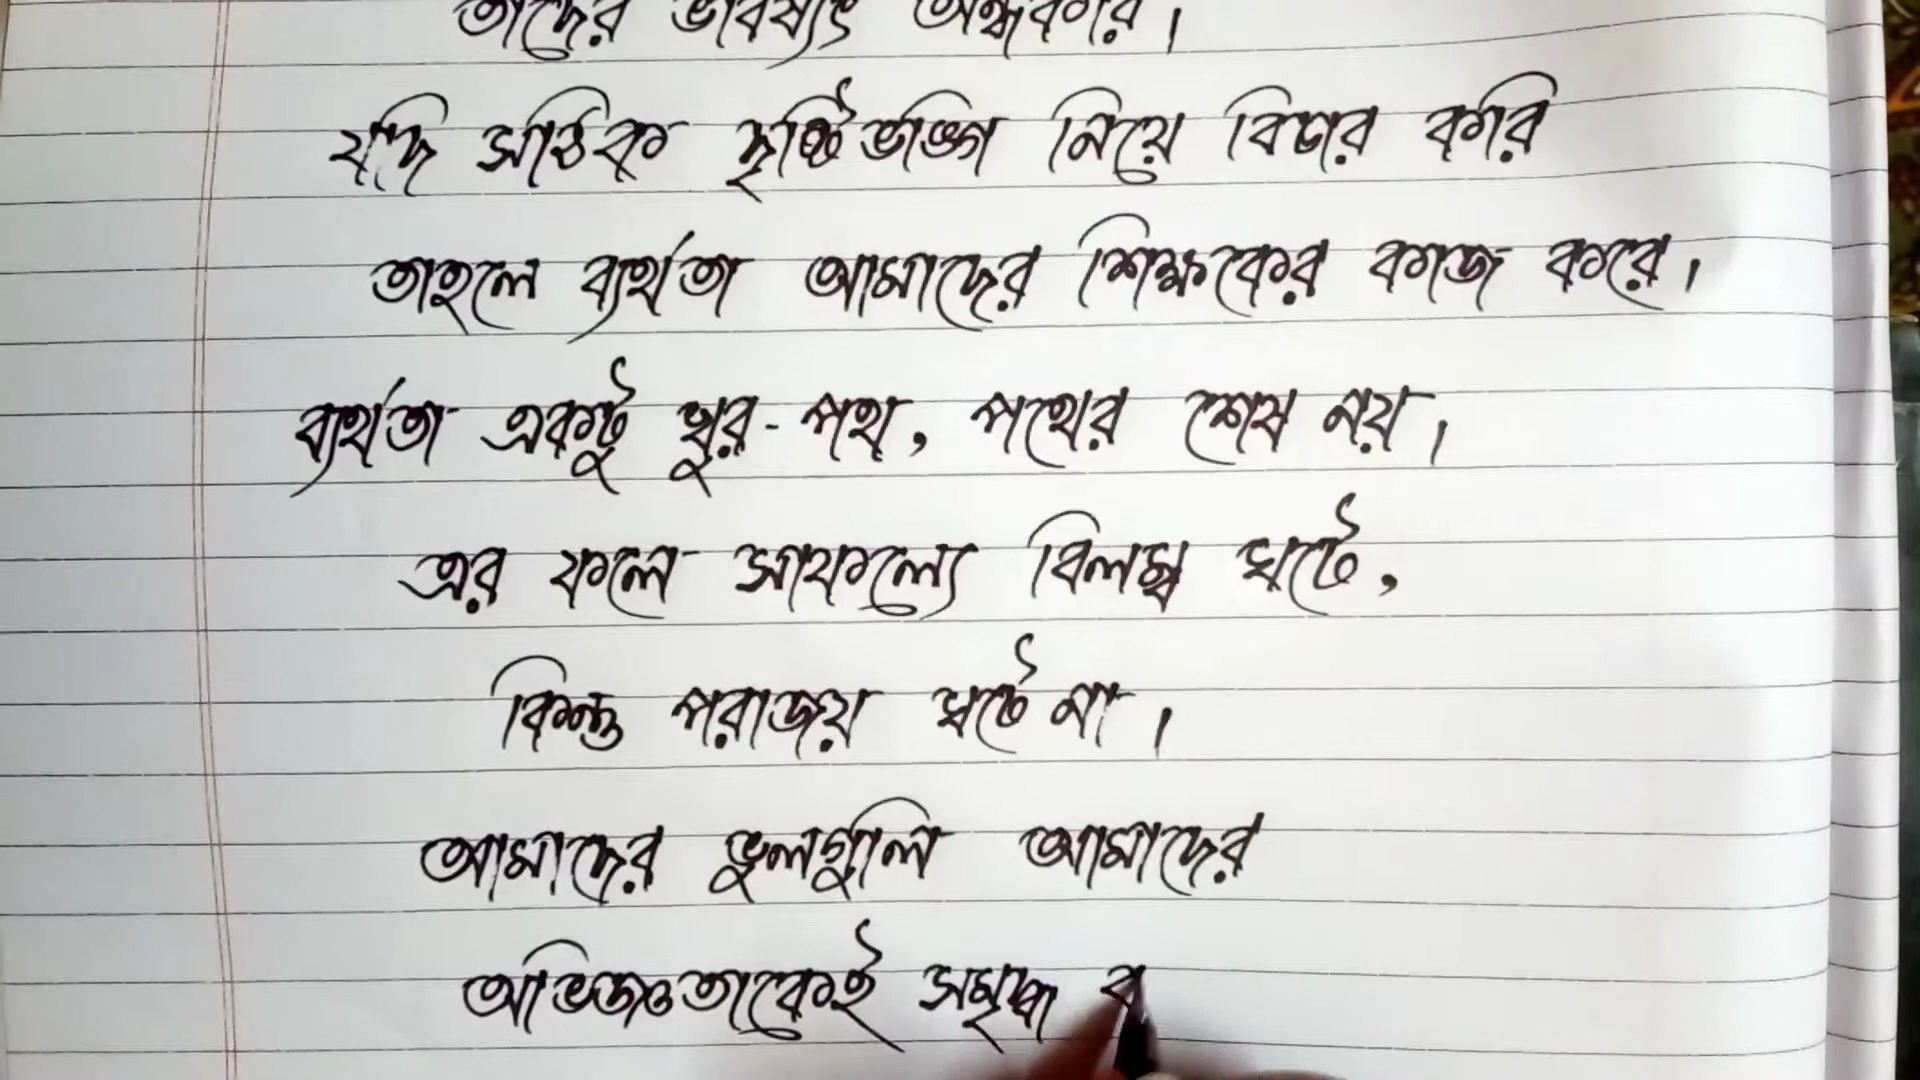 তাদের ভবিষ্যৎ অন্ধকার।
যদি সঠিক দৃষ্টিভঙ্গি নিয়ে বিচার করি
তাহলে ব্যর্থতা আমাদের শিক্ষকের কাজ করে।
ব্যর্থতা একটু ঘুর-পথ, পথের শেষ নয়।
এর ফলে সাফল্যে বিলম্ব ঘটে,
কিন্তু পরাজয় ঘটে না।
আমাদের ভুলগুলি আমাদের
অভিজ্ঞতাকেই সমৃদ্ধ